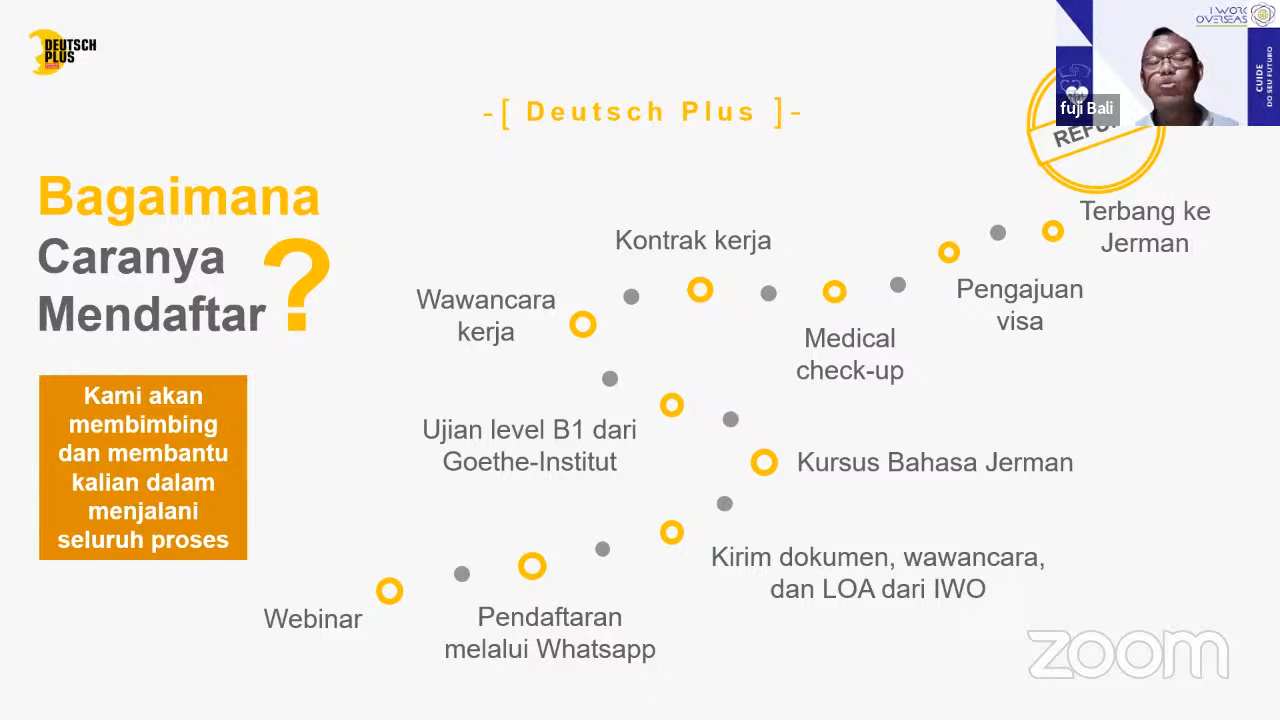 DEUTSCH
PLUS
-[ Deutsch Plus ]-
I WORK
OVERSEAS
GUIDE
DO SEU FUTURO
fuji Bali
Bagaimana
Caranya
Mendaftar
?
Kami akan
membimbing
dan membantu
kalian dalam
menjalani
seluruh proses
Terbang ke
Jerman
Kontrak kerja
Pengajuan
visa
Wawancara
kerja
Medical
check-up
Ujian level B1 dari
Goethe-Institut
Kursus Bahasa Jerman
Kirim dokumen, wawancara,
dan LOA dari IWO
Webinar
Pendaftaran
melalui Whatsapp
zoom